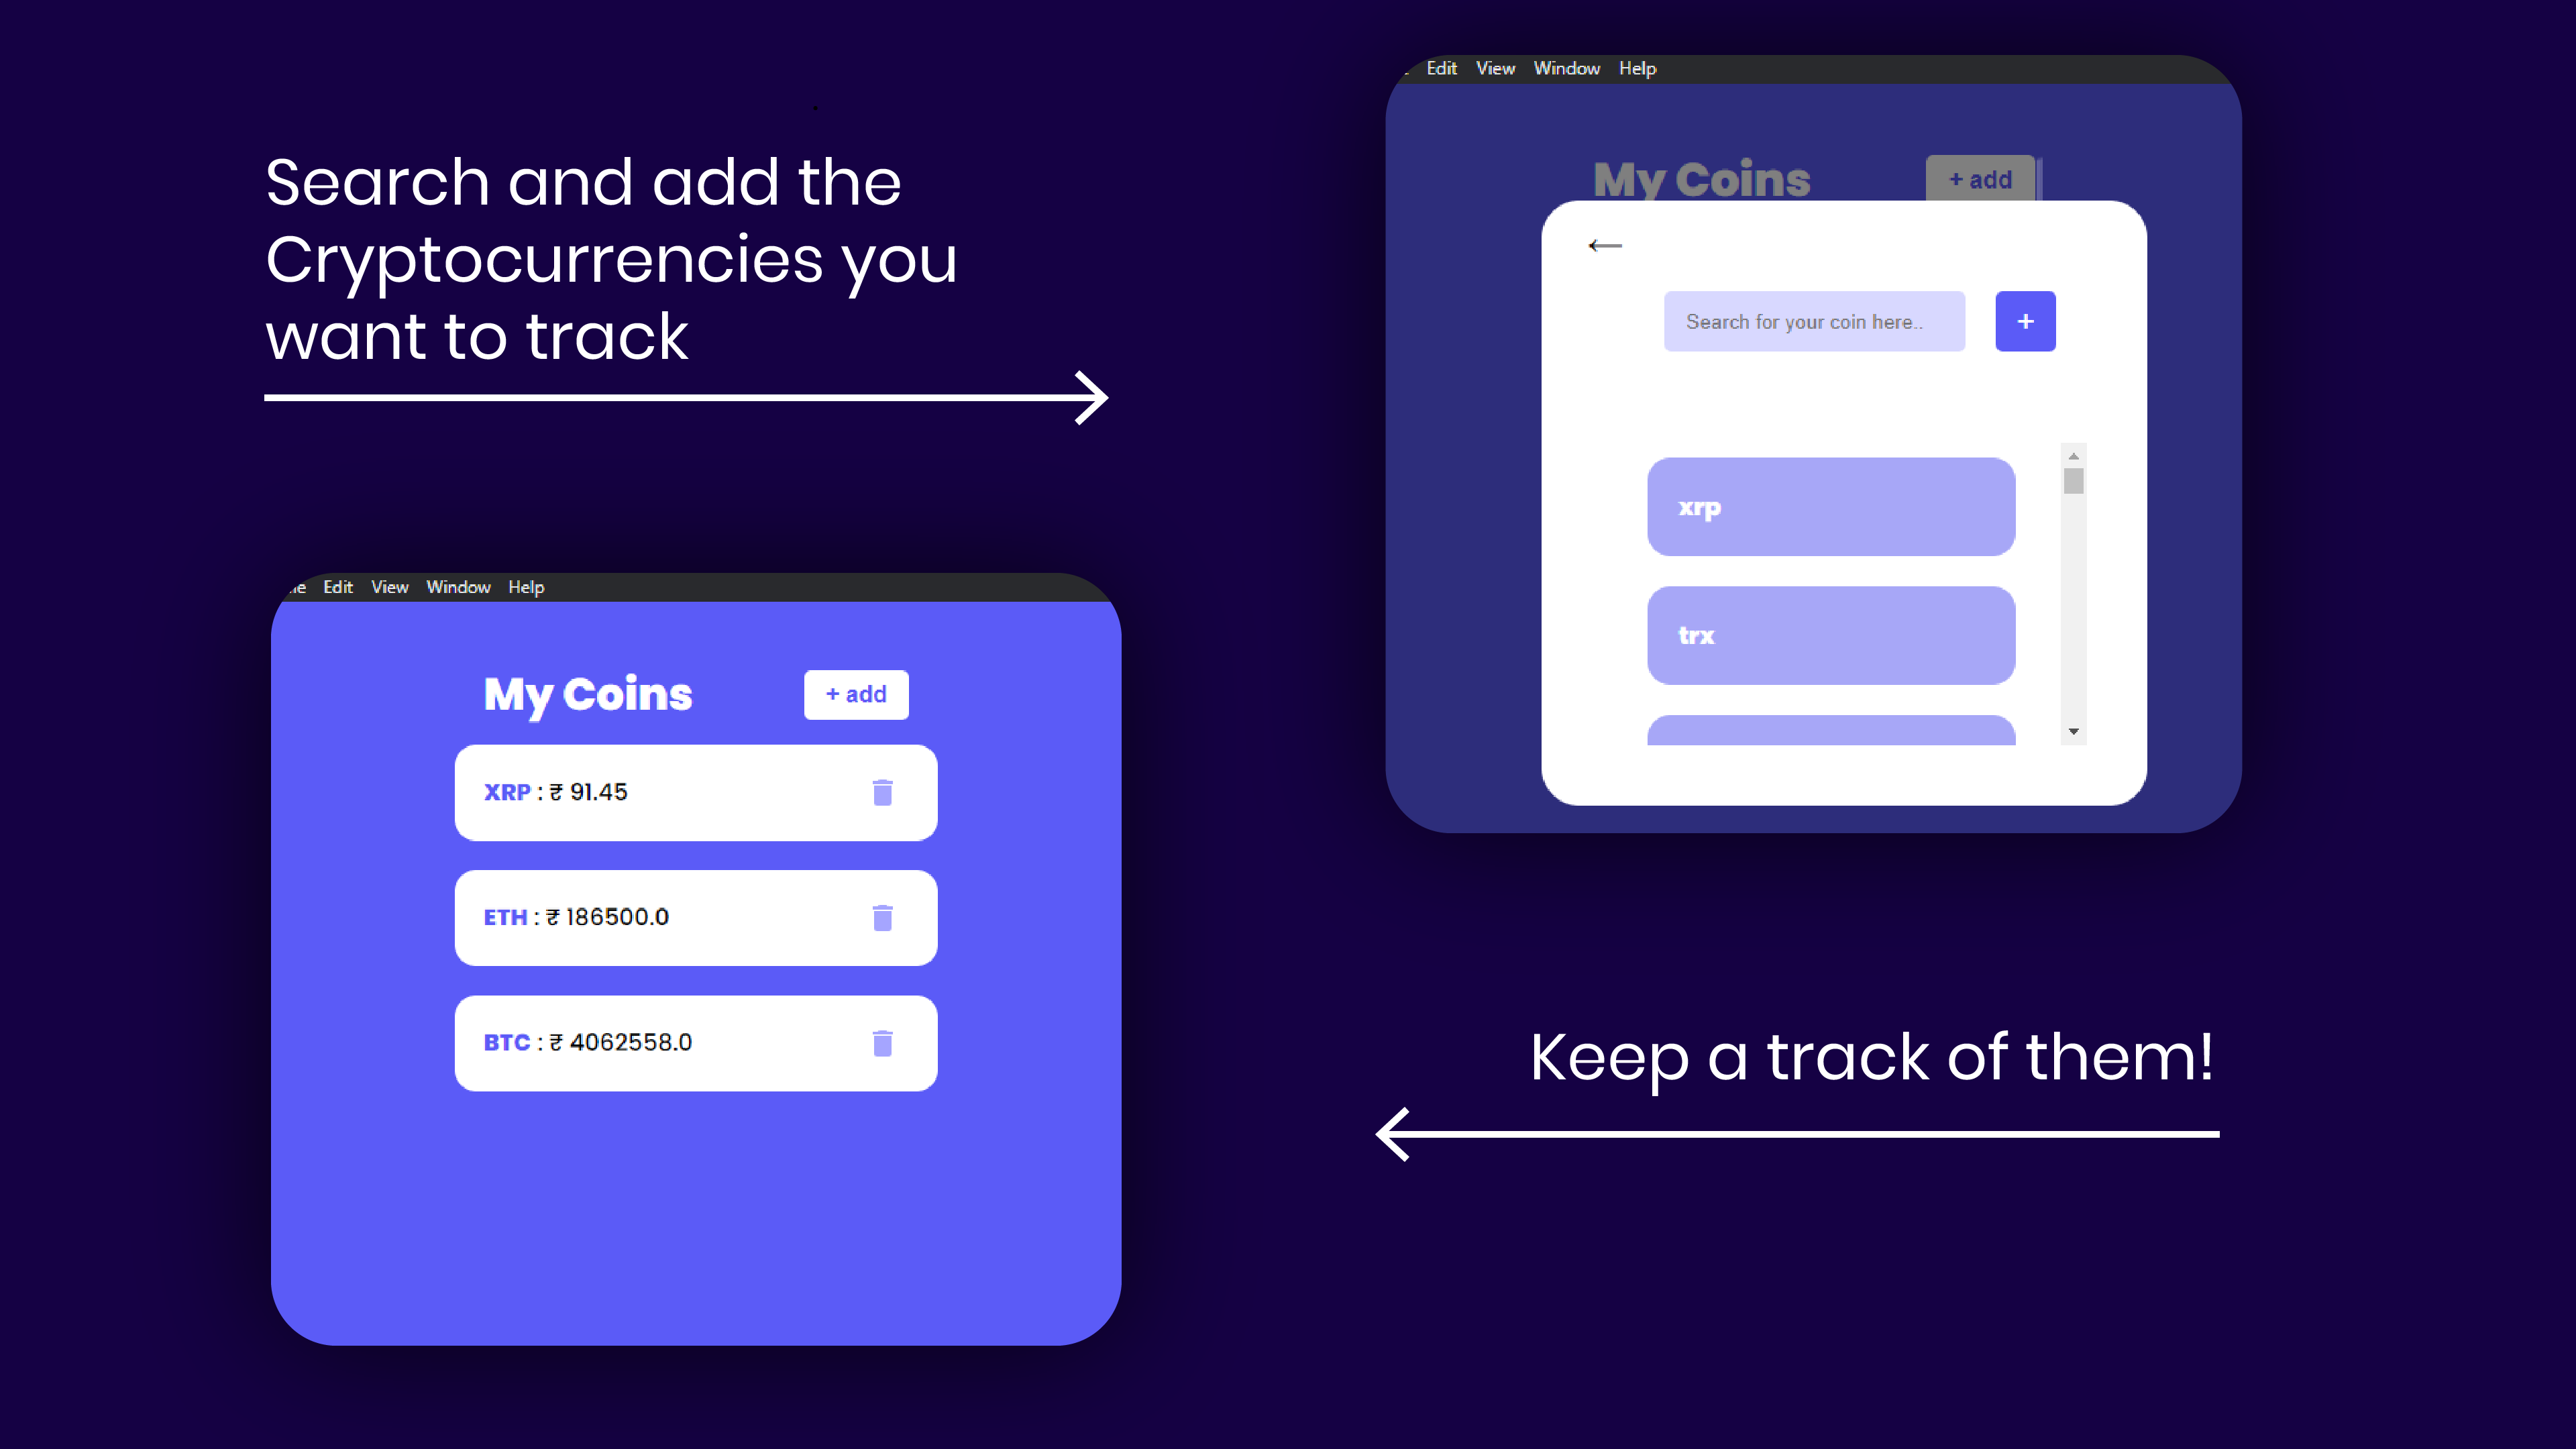 Search and add the
Cryptocurrencies you
want to track
Edit View Window Help
My Coins
+ add
Search for your coin here..
+
xrp
trx
Edit View Window Help
My Coins
+ add
XRP : ₹ 91.45
ETH : ₹ 186500.0
BTC : ₹ 4062558.0
Keep a track of them!